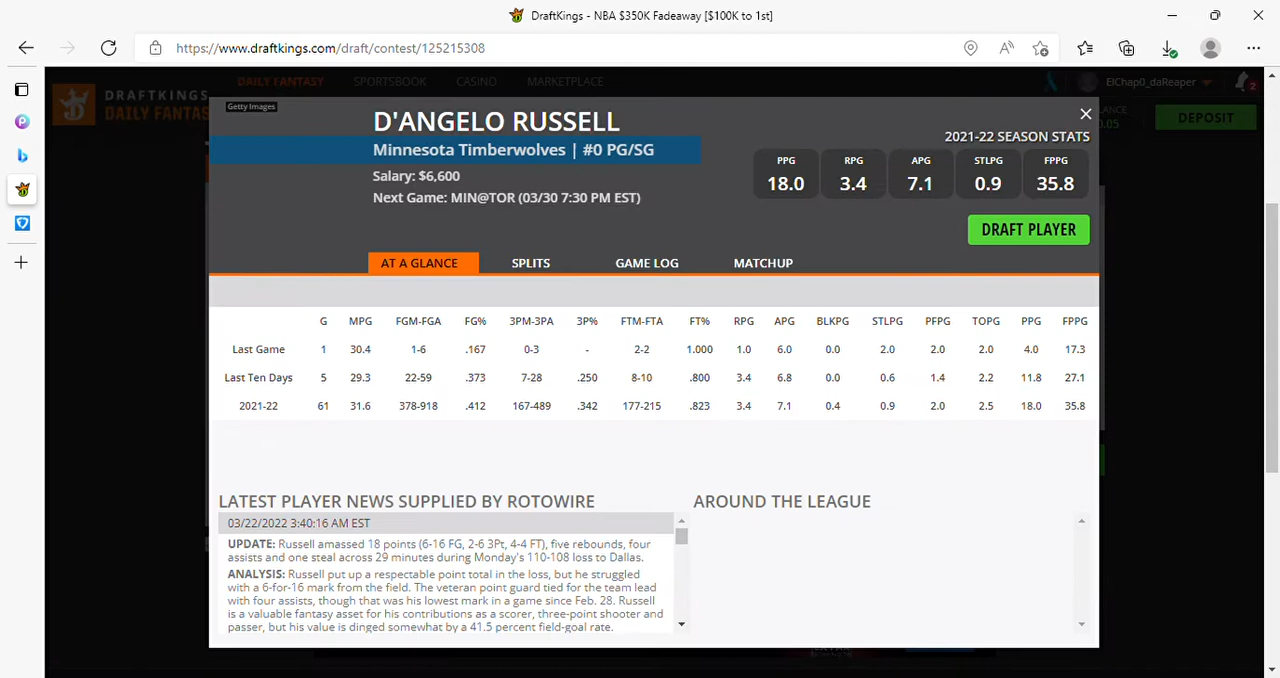 DraftKings - NBA $350K Fadeaway [$100K to 1st]
https://www.draftkings.com/draft/contest/125215308
DRAFTKINGS
DAILY FANTAS
DAILY FANTASY SPORTSBOOK CASINO MARKETPLACE
ElChap0_daReaper
2
LANCE
0.05
DEPOSIT
Getty Images
D'ANGELO RUSSELL
Minnesota Timberwolves | #0 PG/SG
Salary: $6,600
Next Game: MIN@TOR (03/30 7:30 PM EST)
2021-22 SEASON STATS
PPG RPG APG STLPG FPPG
18.0 3.4 7.1 0.9 35.8
DRAFT PLAYER
AT A GLANCE SPLITS GAME LOG MATCHUP
G MPG FGM-FGA FG% 3PM-3PA 3P% FTM-FTA FT% RPG APG BLKPG STLPG PFPG TOPG PPG FPPG
Last Game 1 30.4 1-6 .167 0-3 - 2-2 1.000 1.0 6.0 0.0 2.0 2.0 2.0 4.0 17.3
Last Ten Days 5 29.3 22-59 .373 7-28 .250 8-10 .800 3.4 6.8 0.0 0.6 1.4 2.2 11.8 27.1
2021-22 61 31.6 378-918 .412 167-489 .342 177-215 .823 3.4 7.1 0.4 0.9 2.0 2.5 18.0 35.8
LATEST PLAYER NEWS SUPPLIED BY ROTOWIRE
03/22/2022 3:40:16 AM EST
UPDATE: Russell amassed 18 points (6-16 FG, 2-6 3Pt, 4-4 FT), five rebounds, four
assists and one steal across 29 minutes during Monday's 110-108 loss to Dallas.
ANALYSIS: Russell put up a respectable point total in the loss, but he struggled
with a 6-for-16 mark from the field. The veteran point guard tied for the team lead
with four assists, though that was his lowest mark in a game since Feb. 28. Russell
is a valuable fantasy asset for his contributions as a scorer, three-point shooter and
passer, but his value is dinged somewhat by a 41.5 percent field-goal rate.
AROUND THE LEAGUE